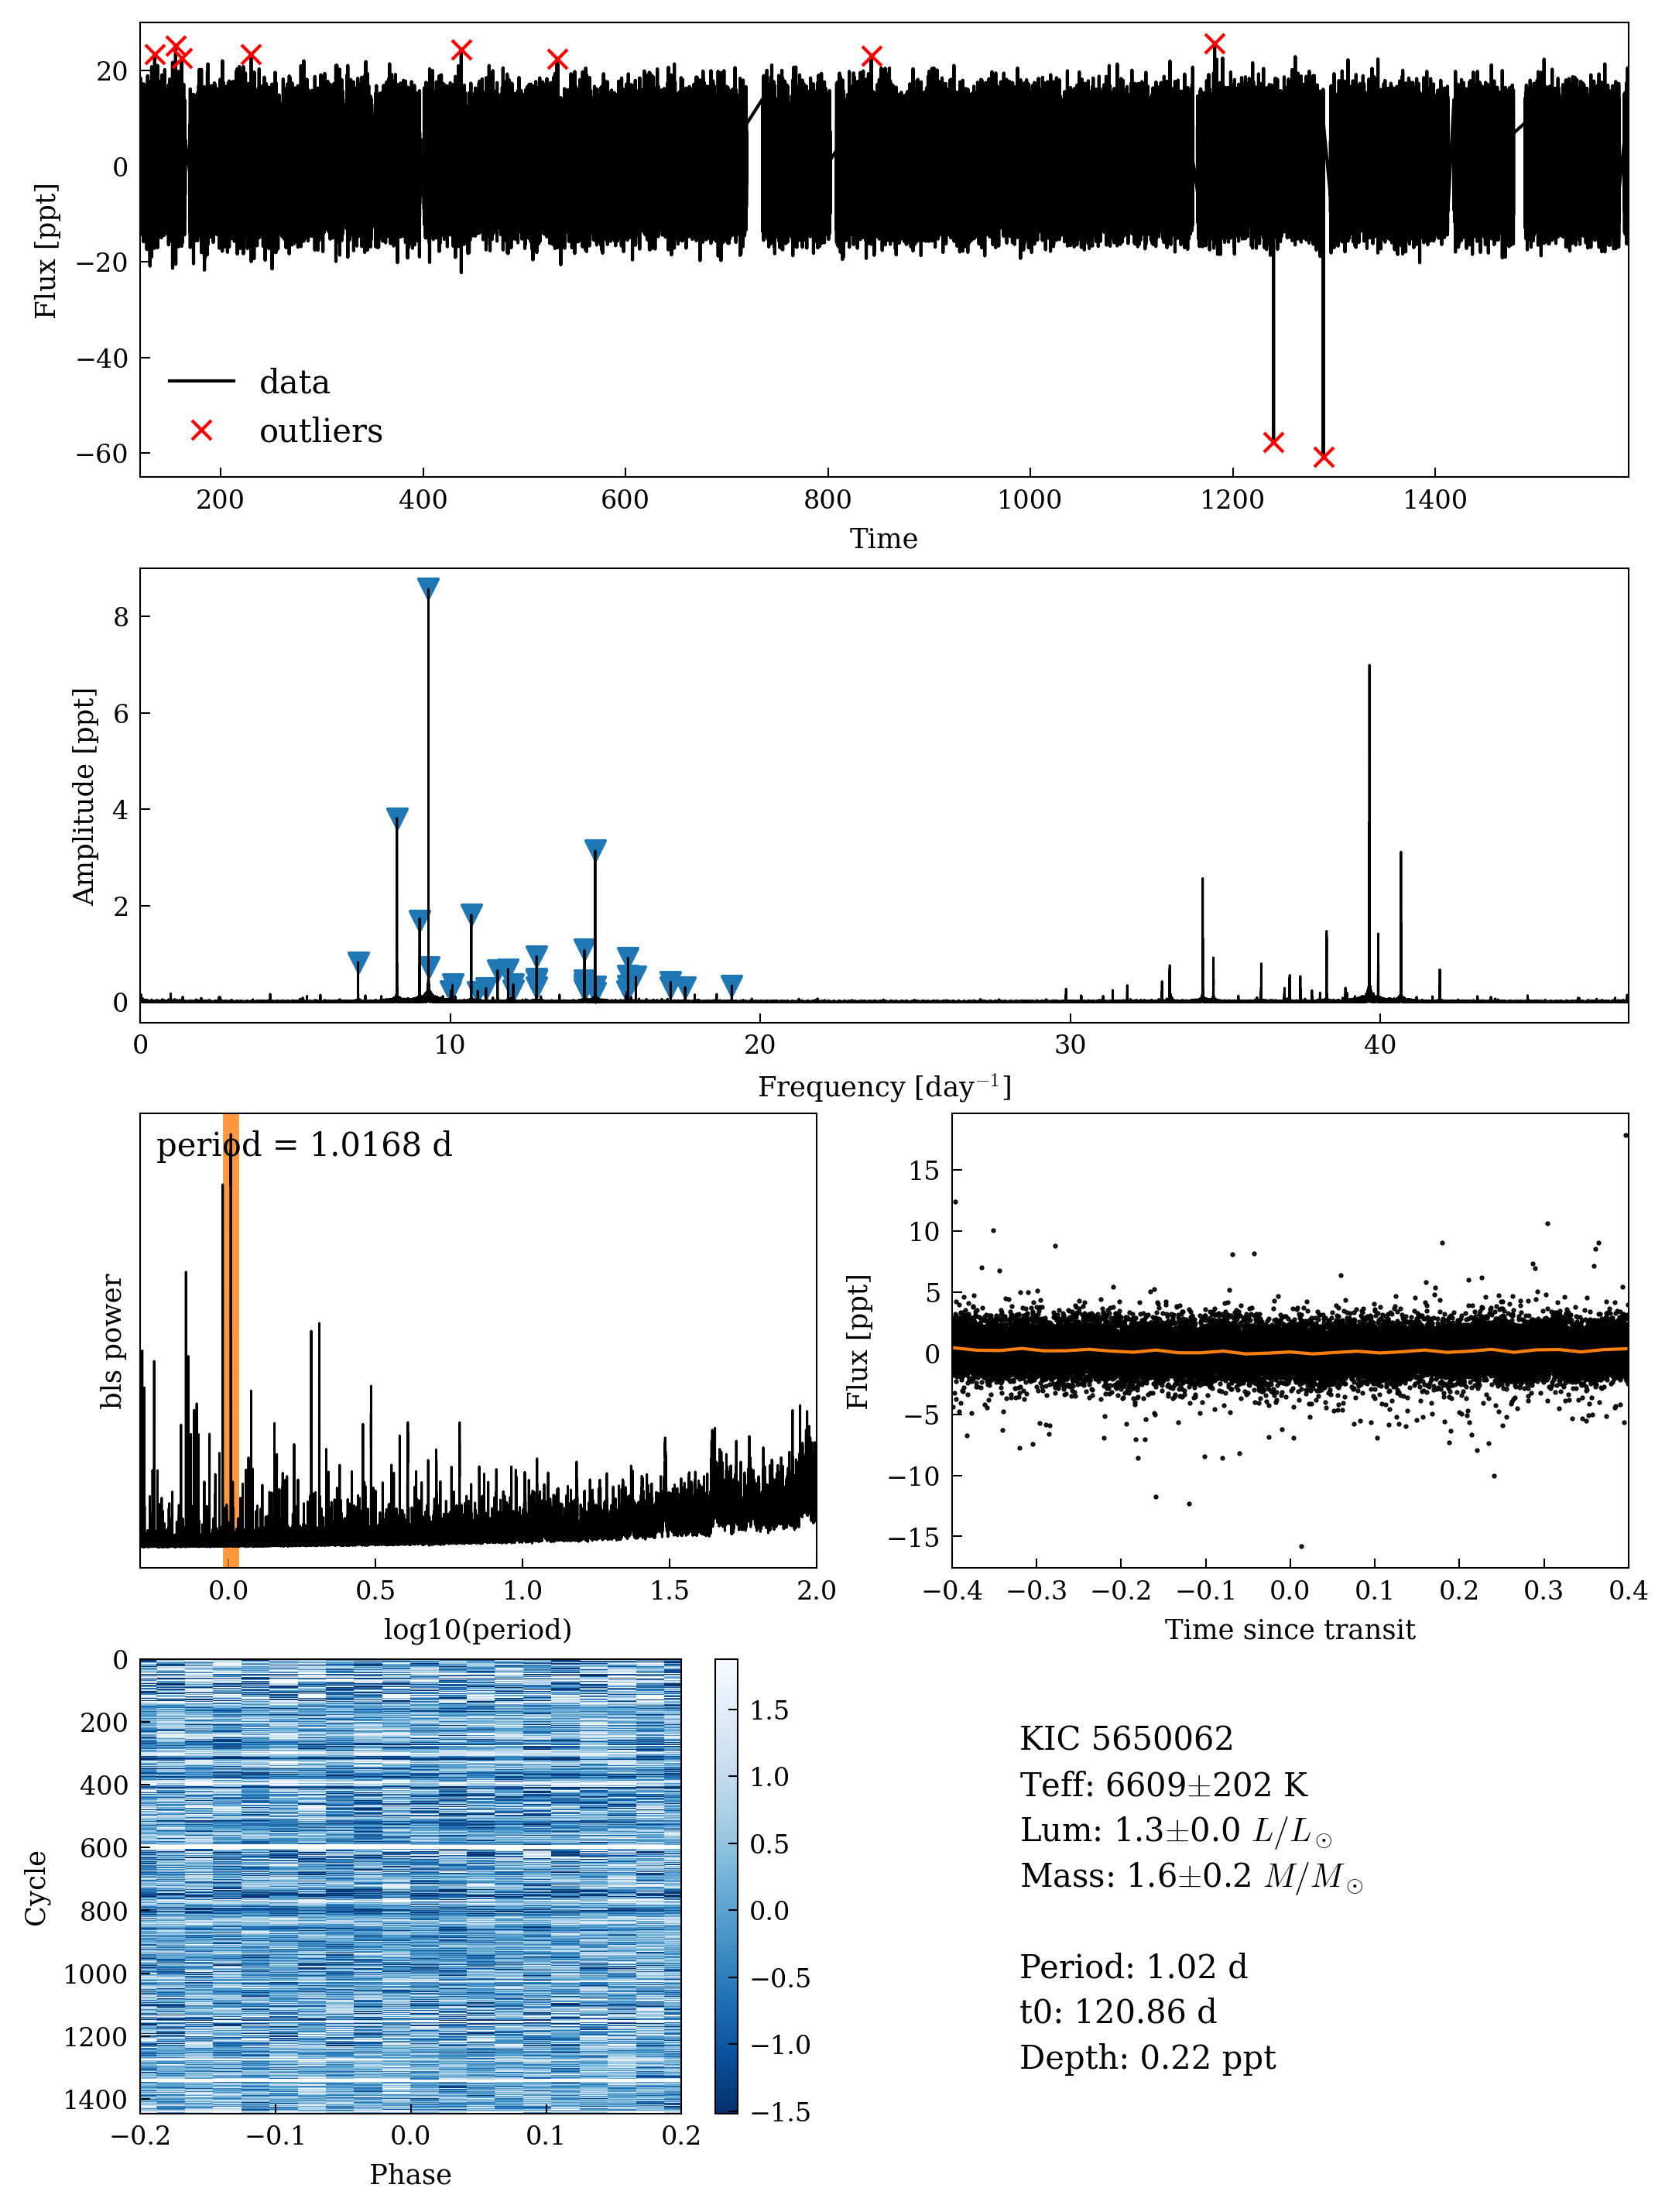 20
0
−20
−40
−60
Flux [ppt]
data
outliers
200 400 600 800 1000 1200 1400
Time
8
6
4
2
0
Amplitude [ppt]
0 10 20 30 40
Frequency [day⁻¹]
period = 1.0168 d
bls power
0.0 0.5 1.0 1.5 2.0
log10(period)
15
10
5
0
−5
−10
−15
Flux [ppt]
−0.4 −0.3 −0.2 −0.1 0.0 0.1 0.2 0.3 0.4
Time since transit
0
200
400
600
800
1000
1200
1400
Cycle
−0.2 −0.1 0.0 0.1 0.2
Phase
1.5
1.0
0.5
0.0
−0.5
−1.0
−1.5
KIC 5650062
Teff: 6609±202 K
Lum: 1.3±0.0 L/L⊙
Mass: 1.6±0.2 M/M⊙
Period: 1.02 d
t0: 120.86 d
Depth: 0.22 ppt